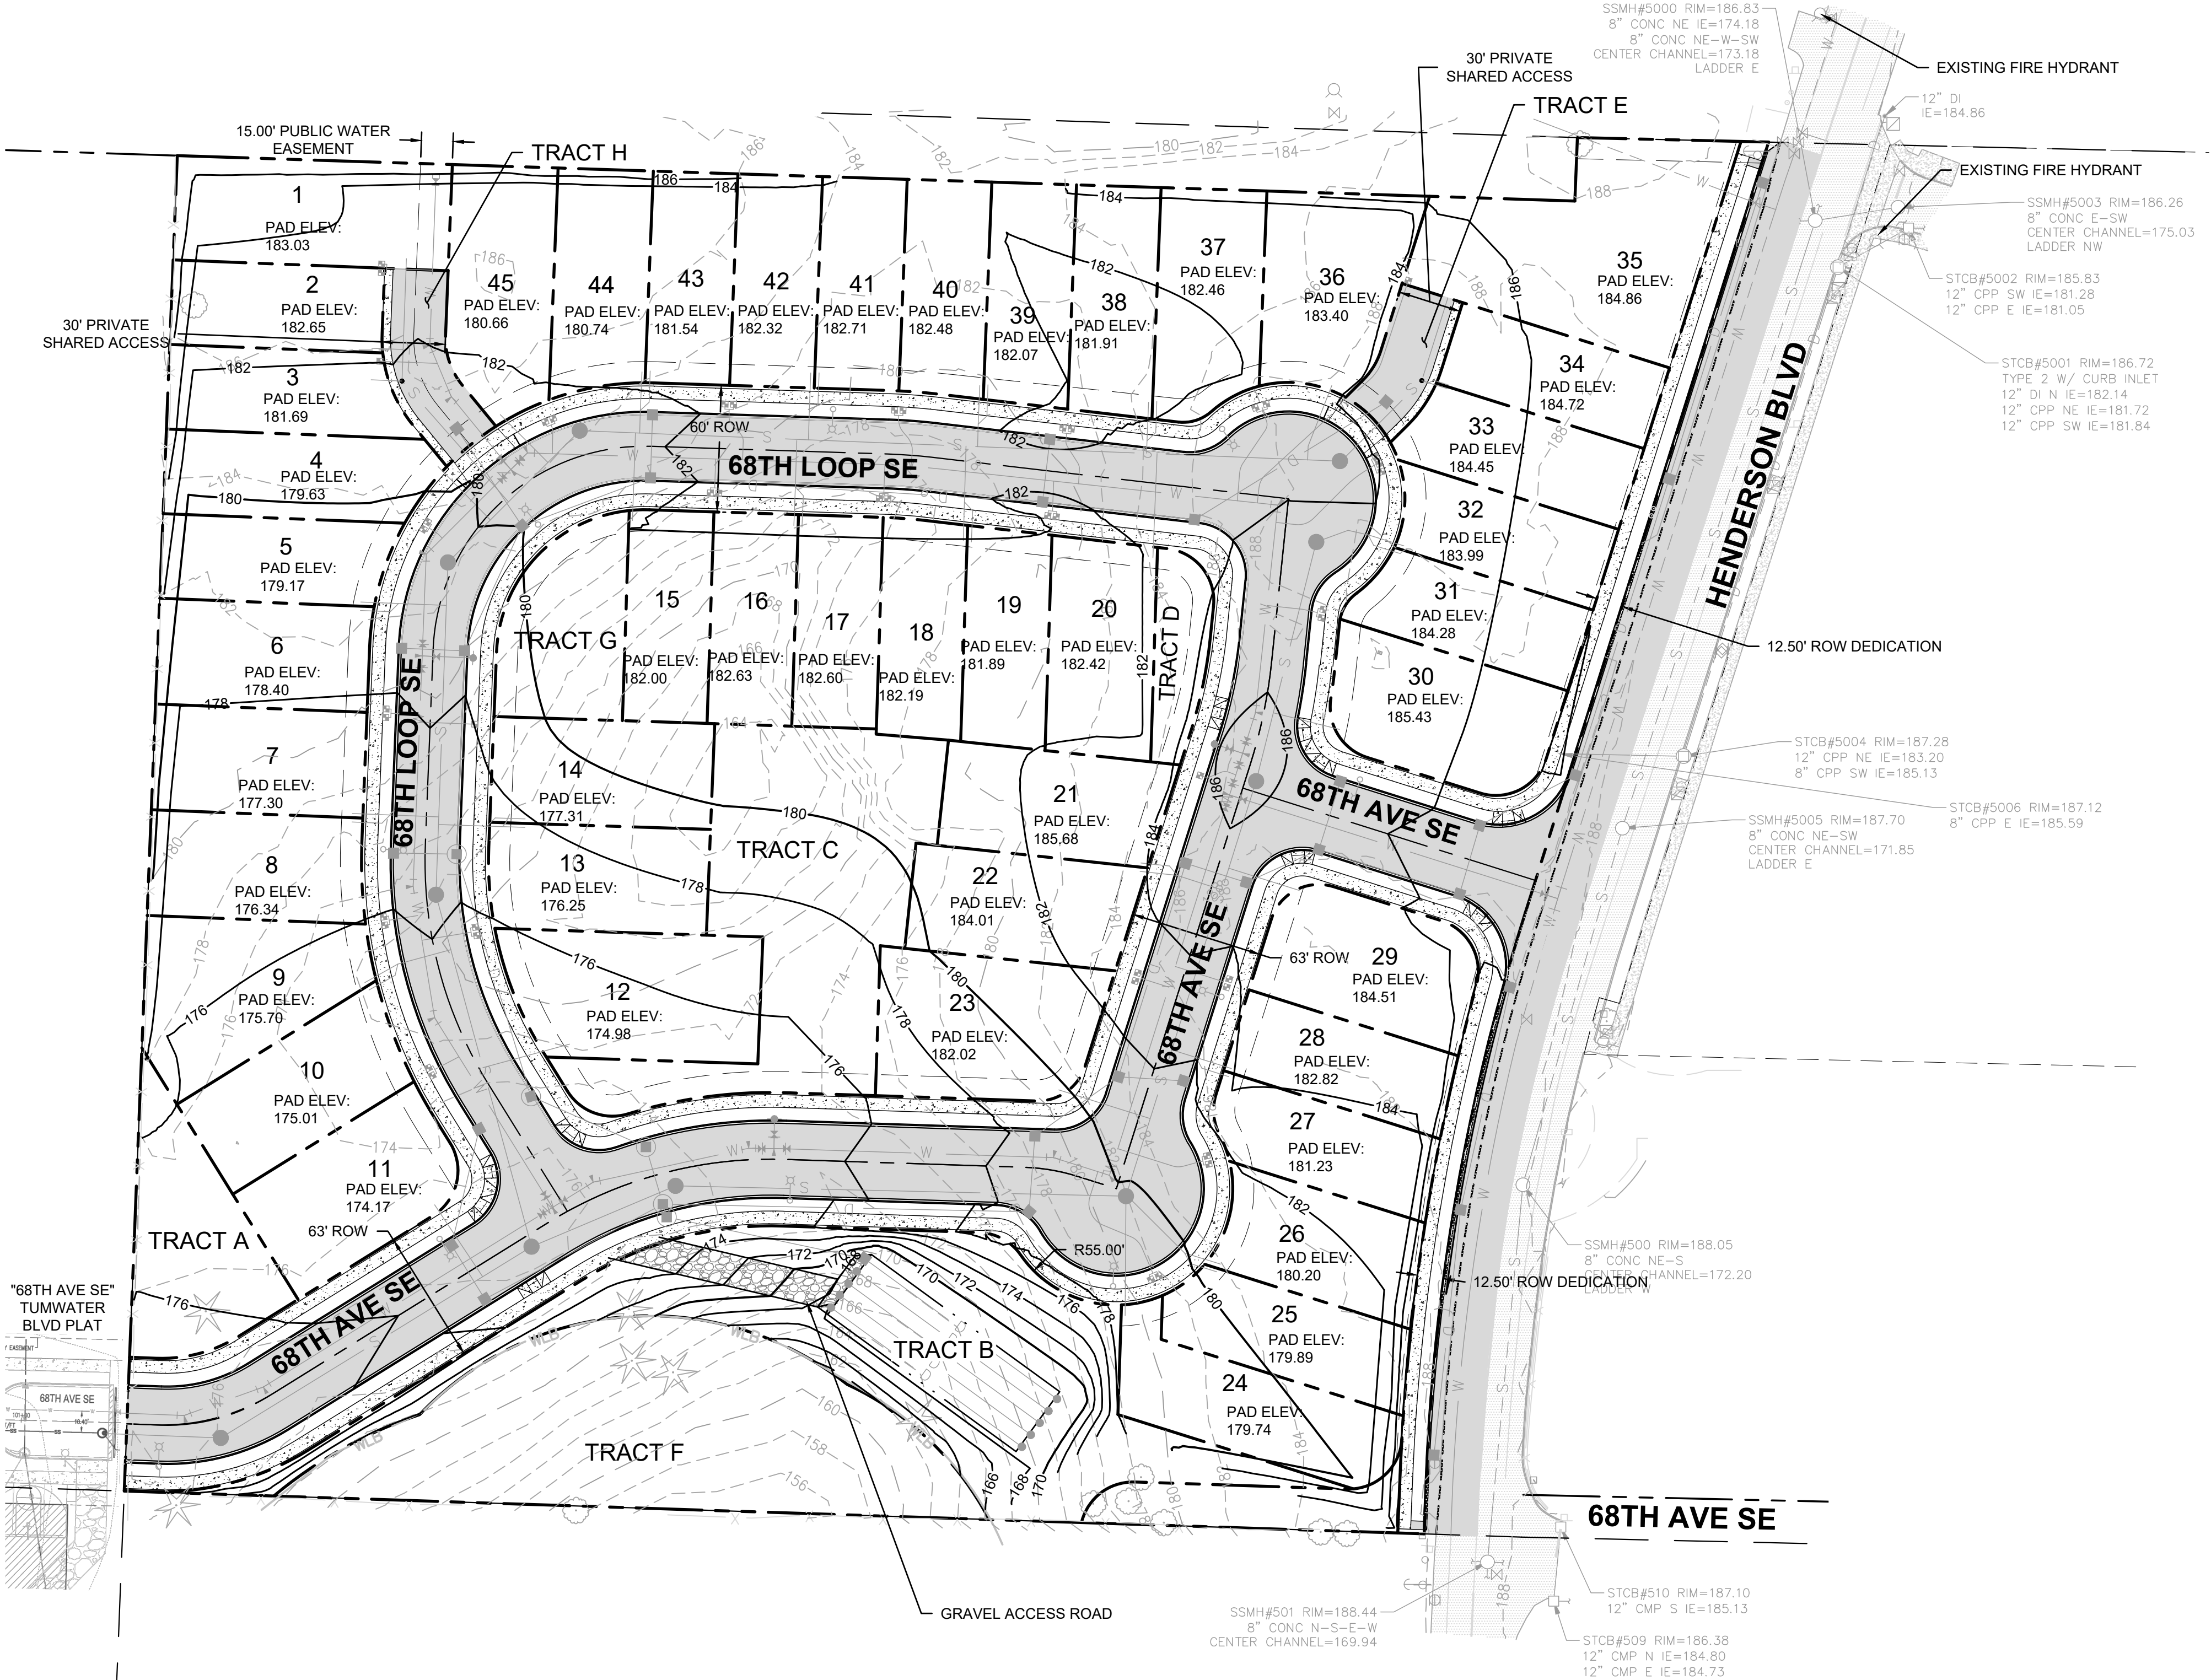 SSMH#5000 RIM=186.83
8" CONC NE IE=174.18
8" CONC NE-W-SW
CENTER CHANNEL=173.18
LADDER E
30' PRIVATE
SHARED ACCESS
TRACT E
EXISTING FIRE HYDRANT
12" DI
IE=184.86
EXISTING FIRE HYDRANT
SSMH#5003 RIM=186.26
8" CONC E-SW
CENTER CHANNEL=175.03
LADDER NW
STCB#5002 RIM=185.83
12" CPP SW IE=181.28
12" CPP E IE=181.05
STCB#5001 RIM=186.72
TYPE 2 W/ CURB INLET
12" DI N IE=182.14
12" CPP NE IE=181.72
12" CPP SW IE=181.84
15.00' PUBLIC WATER
EASEMENT
TRACT H
30' PRIVATE
SHARED ACCESS
1
PAD ELEV:
183.03
2
PAD ELEV:
182.65
3
PAD ELEV:
181.69
4
PAD ELEV:
179.63
5
PAD ELEV:
179.17
6
PAD ELEV:
178.40
7
PAD ELEV:
177.30
8
PAD ELEV:
176.34
9
PAD ELEV:
175.70
10
PAD ELEV:
175.01
11
PAD ELEV:
174.17
45
PAD ELEV:
180.66
44
PAD ELEV:
180.74
43
PAD ELEV:
181.54
42
PAD ELEV:
182.32
41
PAD ELEV:
182.71
40
PAD ELEV:
182.48
39
PAD ELEV:
182.07
38
PAD ELEV:
181.91
37
PAD ELEV:
182.46
36
PAD ELEV:
183.40
35
PAD ELEV:
184.86
34
PAD ELEV:
184.72
33
PAD ELEV:
184.45
32
PAD ELEV:
183.99
31
PAD ELEV:
184.28
30
PAD ELEV:
185.43
60' ROW
68TH LOOP SE
68TH LOOP SE
HENDERSON BLVD
12.50' ROW DEDICATION
TRACT G
15
PAD ELEV:
182.00
16
PAD ELEV:
182.63
17
PAD ELEV:
182.60
18
PAD ELEV:
182.19
19
PAD ELEV:
181.89
20
PAD ELEV:
182.42
TRACT D
14
PAD ELEV:
177.31
13
PAD ELEV:
176.25
12
PAD ELEV:
174.98
TRACT C
21
PAD ELEV:
185.68
22
PAD ELEV:
184.01
23
PAD ELEV:
182.02
68TH AVE SE
68TH AVE SE
63' ROW
STCB#5004 RIM=187.28
12" CPP NE IE=183.20
8" CPP SW IE=185.13
STCB#5006 RIM=187.12
8" CPP E IE=185.59
SSMH#5005 RIM=187.70
8" CONC NE-SW
CENTER CHANNEL=171.85
LADDER E
29
PAD ELEV:
184.51
28
PAD ELEV:
182.82
27
PAD ELEV:
181.23
26
PAD ELEV:
180.20
25
PAD ELEV:
179.89
24
PAD ELEV:
179.74
TRACT A
63' ROW
"68TH AVE SE"
TUMWATER
BLVD PLAT
68TH AVE SE
68TH AVE SE
R55.00'
TRACT B
TRACT F
SSMH#500 RIM=188.05
8" CONC NE-S
CENTER CHANNEL=172.20
LADDER W
12.50' ROW DEDICATION
68TH AVE SE
GRAVEL ACCESS ROAD
SSMH#501 RIM=188.44
8" CONC N-S-E-W
CENTER CHANNEL=169.94
STCB#510 RIM=187.10
12" CMP S IE=185.13
STCB#509 RIM=186.38
12" CMP N IE=184.80
12" CMP E IE=184.73